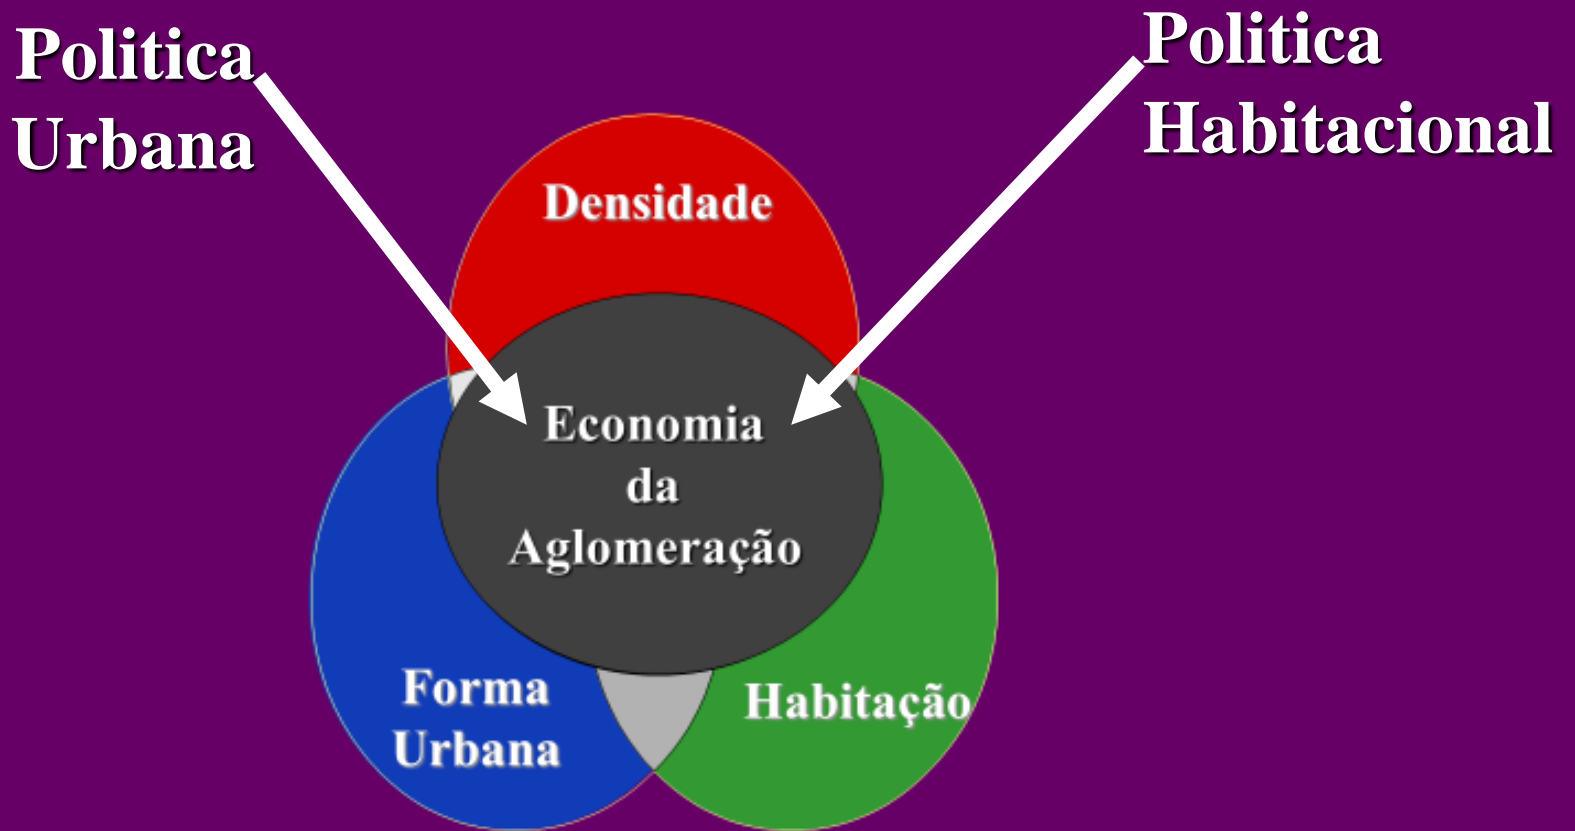 Politica
Urbana
Politica
Habitacional
Densidade
Economia
da
Aglomeração
Forma
Urbana
Habitação